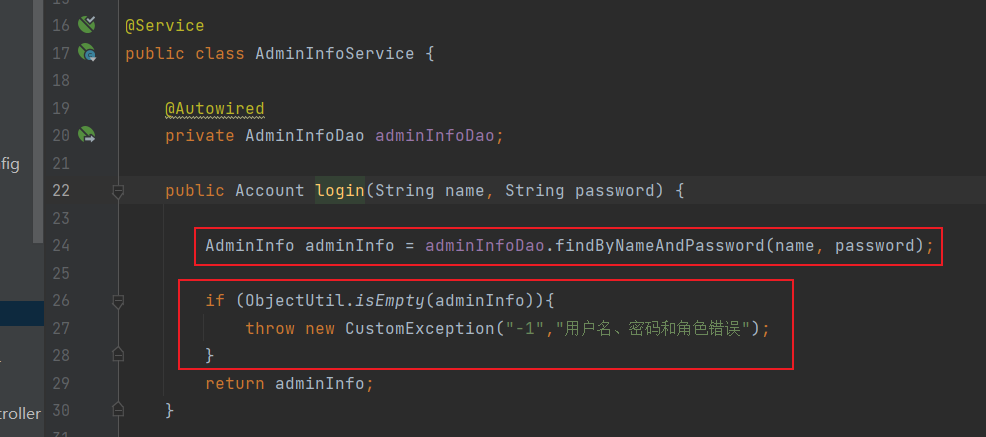 16 @Service
17 public class AdminInfoService {
18
19 @Autowired
20 private AdminInfoDao adminInfoDao;
fig
21
22 public Account login(String name, String password) {
23
24 AdminInfo adminInfo = adminInfoDao.findByNameAndPassword(name, password);
25
26 if (ObjectUtil.isEmpty(adminInfo)){
27 throw new CustomException("-1","用户名、密码和角色错误");
28 }
29 return adminInfo;
troller
30 }